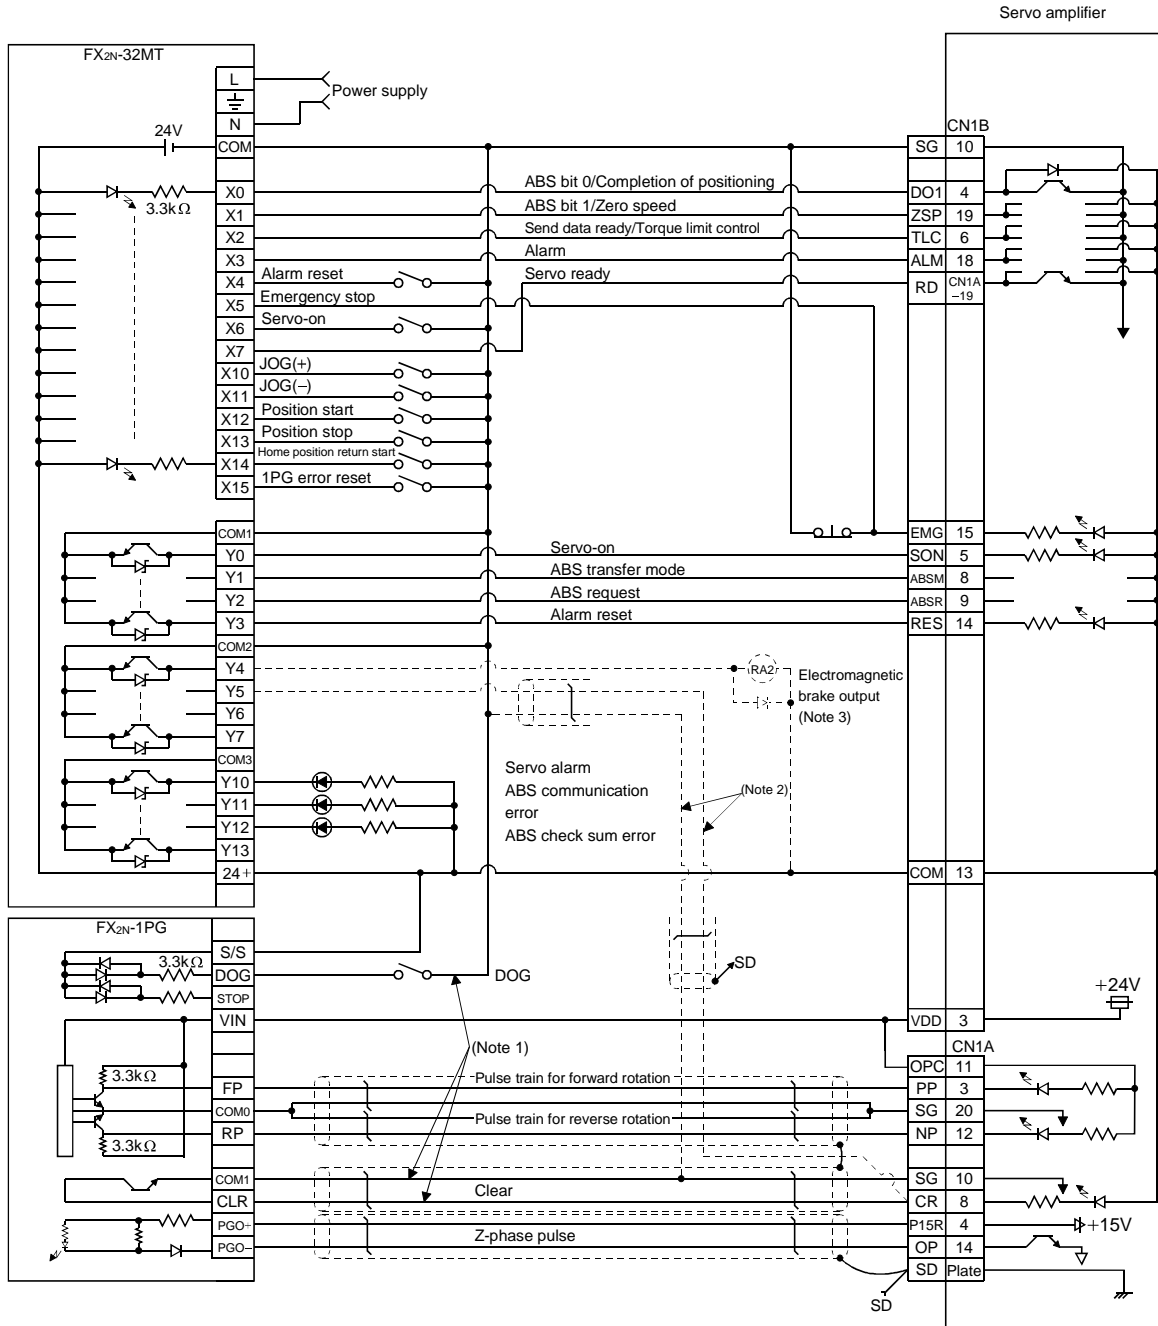 Servo amplifier
FX2N-32MT
L
Power supply
N
24V
CN1B
COM
SG 10
3.3kΩ
X0
ABS bit 0/Completion of positioning
DO1 4
X1
ABS bit 1/Zero speed
ZSP 19
X2
Send data ready/Torque limit control
TLC 6
X3
Alarm
ALM 18
X4
Alarm reset
Servo ready
RD CN1A
–19
X5
Emergency stop
X6
Servo-on
X7
X10
JOG(+)
X11
JOG(–)
X12
Position start
X13
Position stop
X14
Home position return start
X15
1PG error reset
COM1
EMG 15
Y0
Servo-on
SON 5
Y1
ABS transfer mode
ABSM 8
Y2
ABS request
ABSR 9
Y3
Alarm reset
RES 14
COM2
Y4
RA2
Electromagnetic
brake output
(Note 3)
Y5
Y6
Y7
COM3
Y10
Y11
Y12
Y13
Servo alarm
ABS communication
error
ABS check sum error
(Note 2)
24+
COM 13
FX2N-1PG
S/S
3.3kΩ
DOG
DOG
SD
STOP
+24V
VIN
VDD 3
(Note 1)
CN1A
OPC 11
3.3kΩ
FP
Pulse train for forward rotation
PP 3
COM0
SG 20
Pulse train for reverse rotation
RP
NP 12
3.3kΩ
COM1
SG 10
Clear
CLR
CR 8
PGO+
P15R 4
+15V
Z-phase pulse
PGO–
OP 14
SD Plate
SD